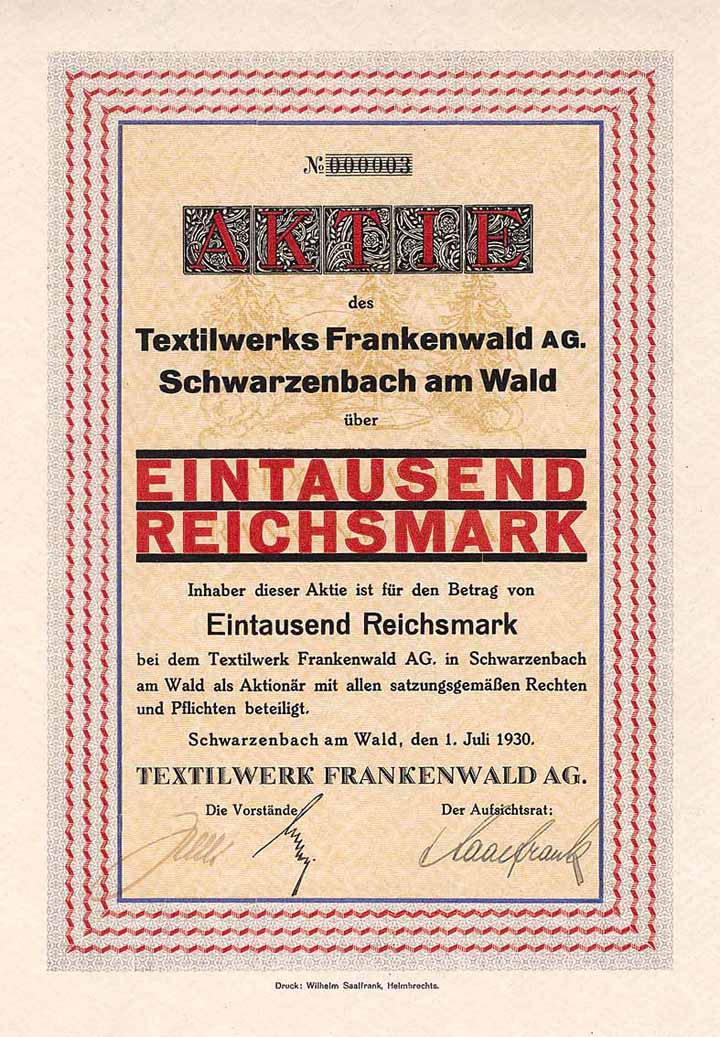 № 000003
AKTIE
des
Textilwerks Frankenwald AG.
Schwarzenbach am Wald
über
EINTAUSEND
REICHSMARK
Inhaber dieser Aktie ist für den Betrag von
Eintausend Reichsmark
bei dem Textilwerk Frankenwald AG. in Schwarzenbach
am Wald als Aktionär mit allen satzungsgemäßen Rechten
und Pflichten beteiligt.
Schwarzenbach am Wald, den 1. Juli 1930.
TEXTILWERK FRANKENWALD AG.
Die Vorstände
Der Aufsichtsrat:
Saalfrank
Druck: Wilhelm Saalfrank, Helmbrechts.